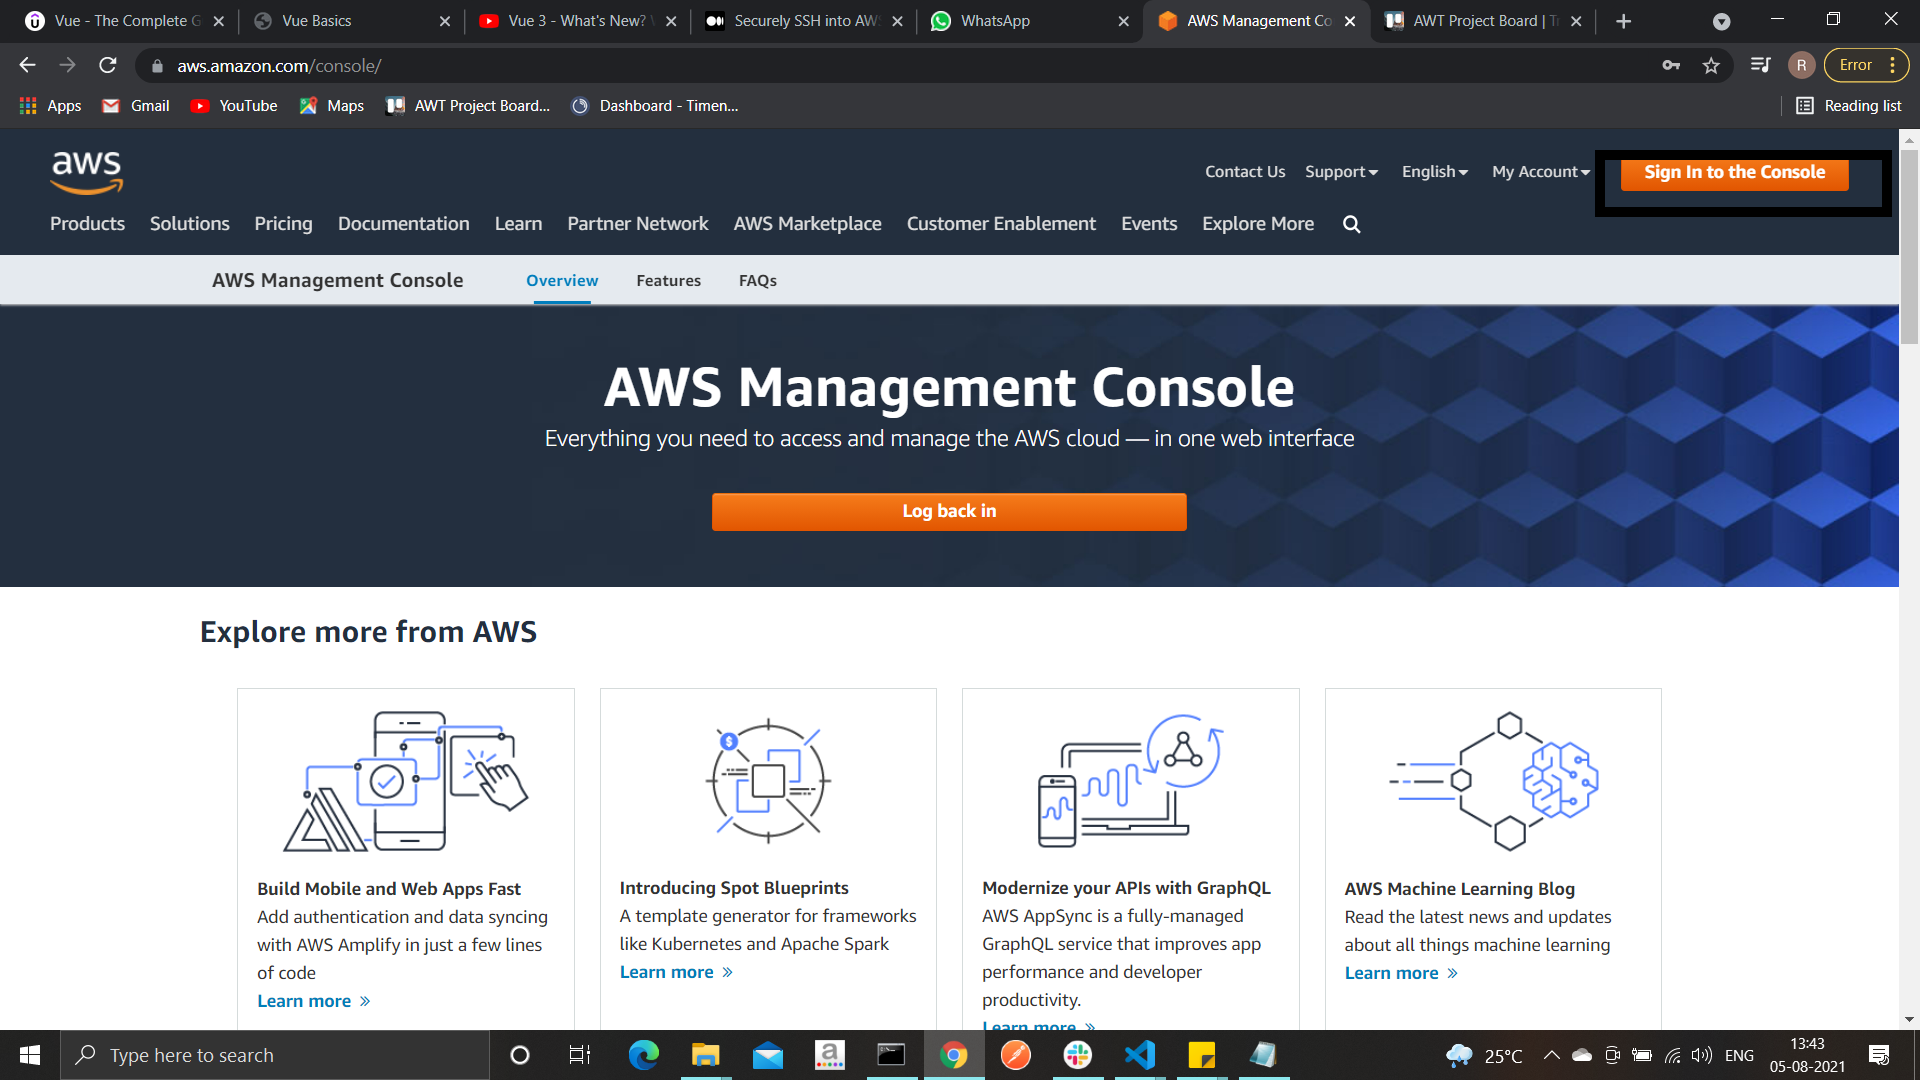 Vue - The Complete G
Vue Basics
Vue 3 - What's New?
Securely SSH into AW
WhatsApp
AWS Management Co
AWT Project Board | T
aws.amazon.com/console/
R
Error
Apps
Gmail
YouTube
Maps
AWT Project Board...
Dashboard - Timen...
Reading list
aws
Contact Us
Support
English
My Account
Sign In to the Console
Products
Solutions
Pricing
Documentation
Learn
Partner Network
AWS Marketplace
Customer Enablement
Events
Explore More
AWS Management Console
Overview
Features
FAQs
AWS Management Console
Everything you need to access and manage the AWS cloud — in one web interface
Log back in
Explore more from AWS
$
Build Mobile and Web Apps Fast
Add authentication and data syncing
with AWS Amplify in just a few lines
of code
Learn more »
Introducing Spot Blueprints
A template generator for frameworks
like Kubernetes and Apache Spark
Learn more »
Modernize your APIs with GraphQL
AWS AppSync is a fully-managed
GraphQL service that improves app
performance and developer
productivity.
Learn more »
AWS Machine Learning Blog
Read the latest news and updates
about all things machine learning
Learn more »
Type here to search
a
25°C
ENG
13:43
05-08-2021